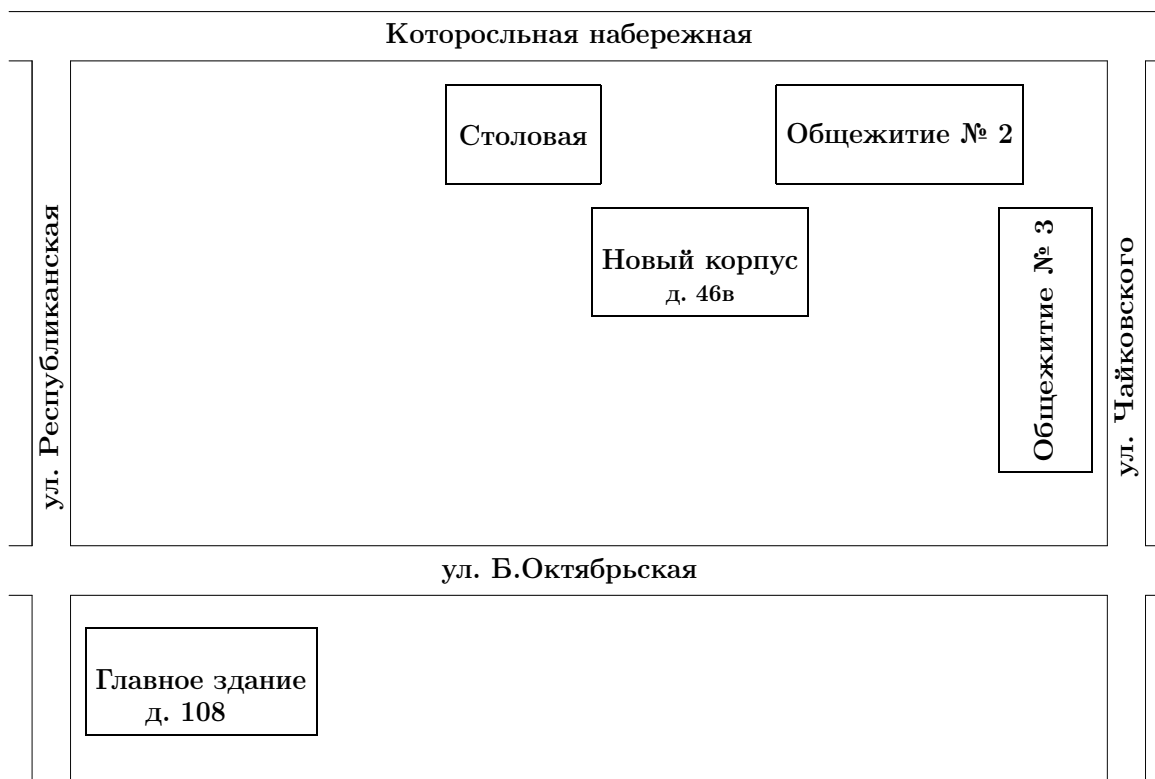 Которосльная набережная
Столовая
Общежитие № 2
Новый корпус
д. 46в
Общежитие № 3
ул. Республиканская
ул. Чайковского
ул. Б.Октябрьская
Главное здание
д. 108